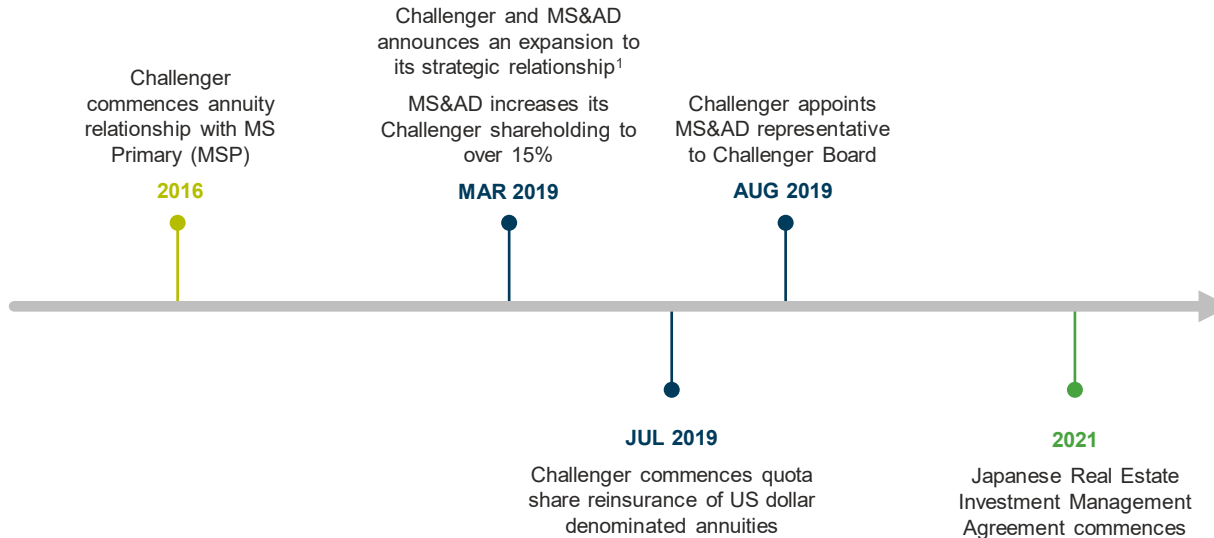 Challenger
commences annuity
relationship with MS
Primary (MSP)
2016
Challenger and MS&AD
announces an expansion to
its strategic relationship¹
MS&AD increases its
Challenger shareholding to
over 15%
MAR 2019
Challenger appoints
MS&AD representative
to Challenger Board
AUG 2019
JUL 2019
Challenger commences quota
share reinsurance of US dollar
denominated annuities
2021
Japanese Real Estate
Investment Management
Agreement commences